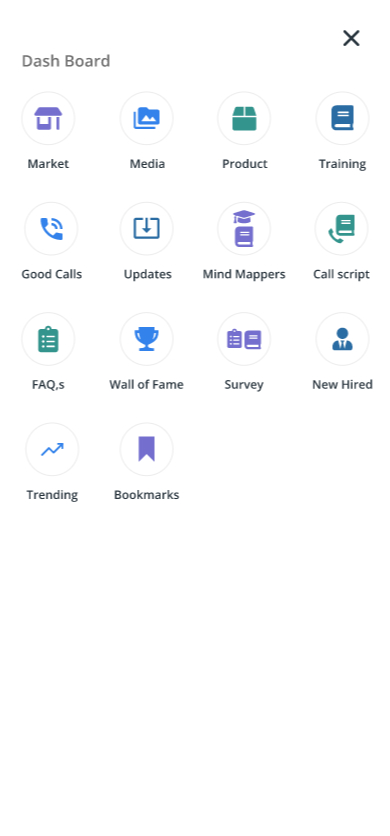 Dash Board
Market Media Product Training
Good Calls Updates Mind Mappers Call script
FAQ,s Wall of Fame Survey New Hired
Trending Bookmarks